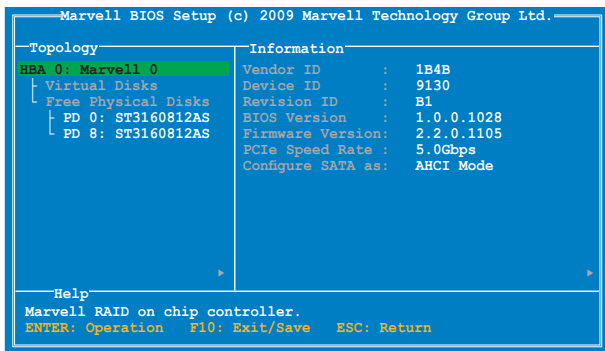 Marvell BIOS Setup (c) 2009 Marvell Technology Group Ltd.
Topology
HBA 0: Marvell 0
Virtual Disks
Free Physical Disks
PD 0: ST3160812AS
PD 8: ST3160812AS
Information
Vendor ID : 1B4B
Device ID : 9130
Revision ID : B1
BIOS Version : 1.0.0.1028
Firmware Version: 2.2.0.1105
PCIe Speed Rate : 5.0Gbps
Configure SATA as: AHCI Mode
Help
Marvell RAID on chip controller.
ENTER: Operation F10: Exit/Save ESC: Return